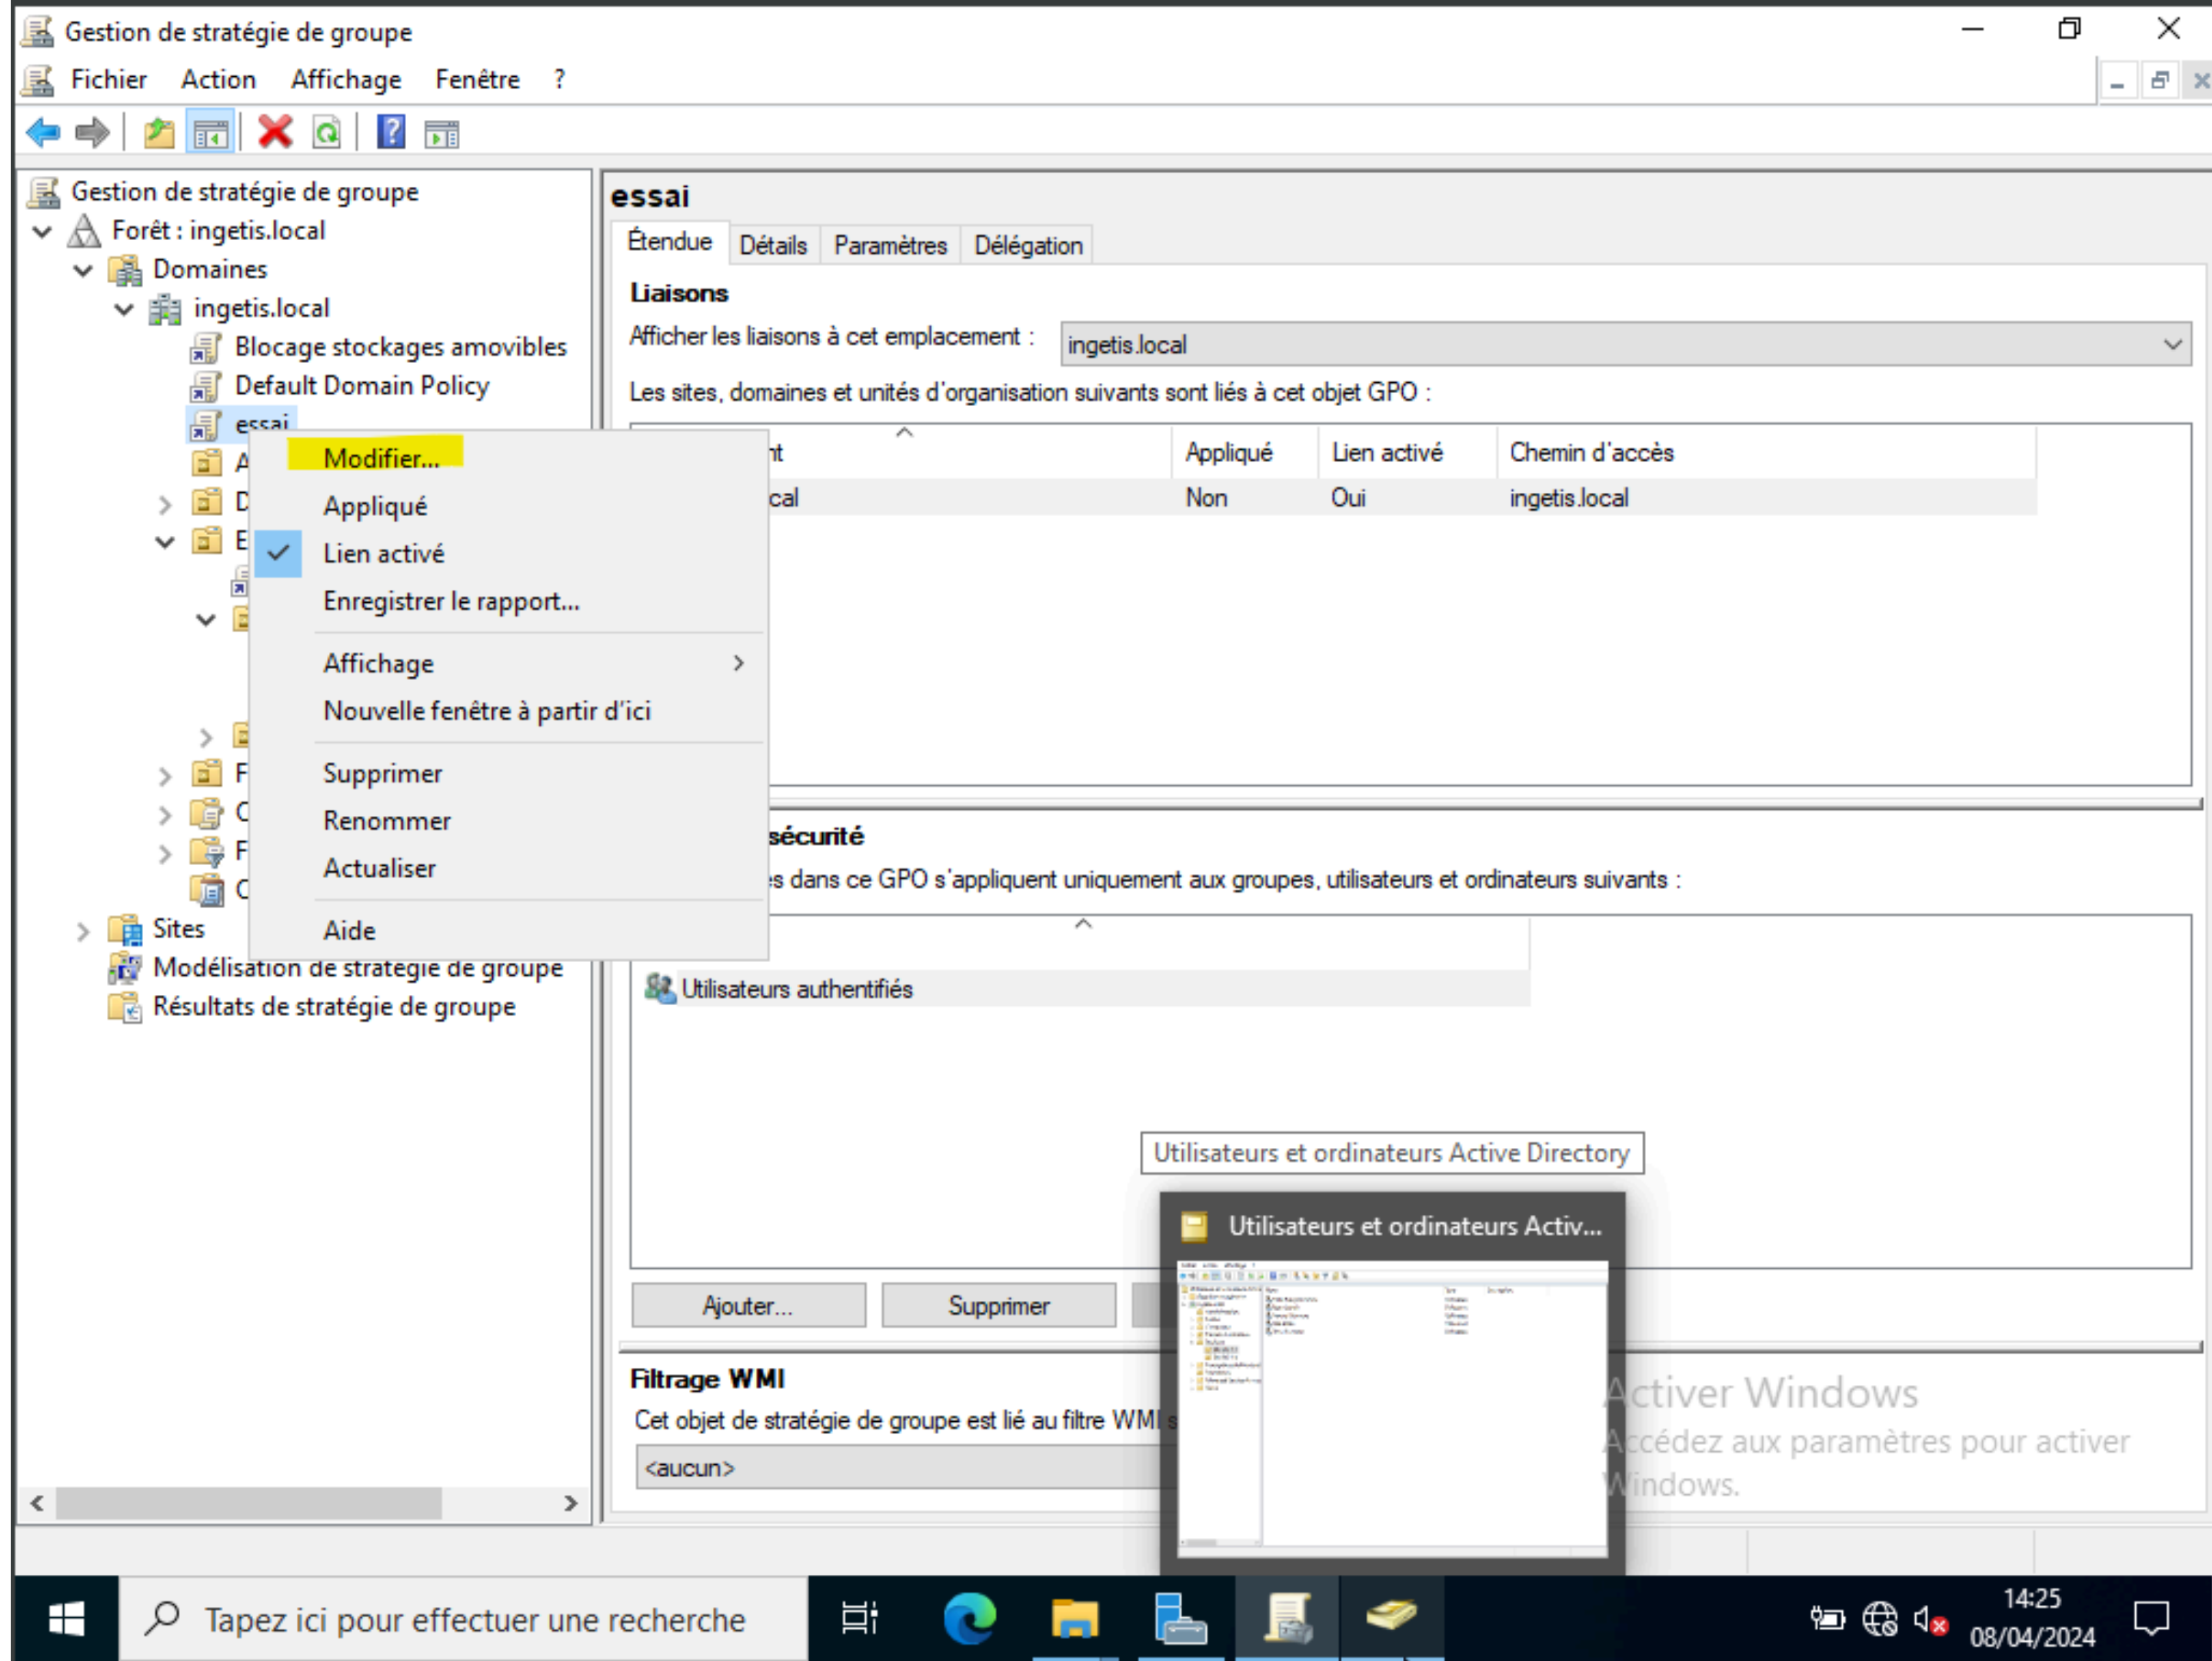 Gestion de stratégie de groupe
Fichier Action Affichage Fenêtre ?
Gestion de stratégie de groupe
Forêt : ingetis.local
Domaines
ingetis.local
Blocage stockages amovibles
Default Domain Policy
essai
A
D
E
F
C
F
C
Sites
Modélisation de stratégie de groupe
Résultats de stratégie de groupe
Modifier...
Appliqué
Lien activé
Enregistrer le rapport...
Affichage
Nouvelle fenêtre à partir d'ici
Supprimer
Renommer
Actualiser
Aide
essai
Étendue Détails Paramètres Délégation
Liaisons
Afficher les liaisons à cet emplacement : ingetis.local
Les sites, domaines et unités d'organisation suivants sont liés à cet objet GPO :
nt Appliqué Lien activé Chemin d'accès
cal Non Oui ingetis.local
sécurité
s dans ce GPO s'appliquent uniquement aux groupes, utilisateurs et ordinateurs suivants :
Utilisateurs authentifiés
Utilisateurs et ordinateurs Active Directory
Utilisateurs et ordinateurs Activ...
Ajouter... Supprimer
Filtrage WMI
Cet objet de stratégie de groupe est lié au filtre WMI s
<aucun>
Activer Windows
Accédez aux paramètres pour activer
Windows.
Tapez ici pour effectuer une recherche
14:25
08/04/2024